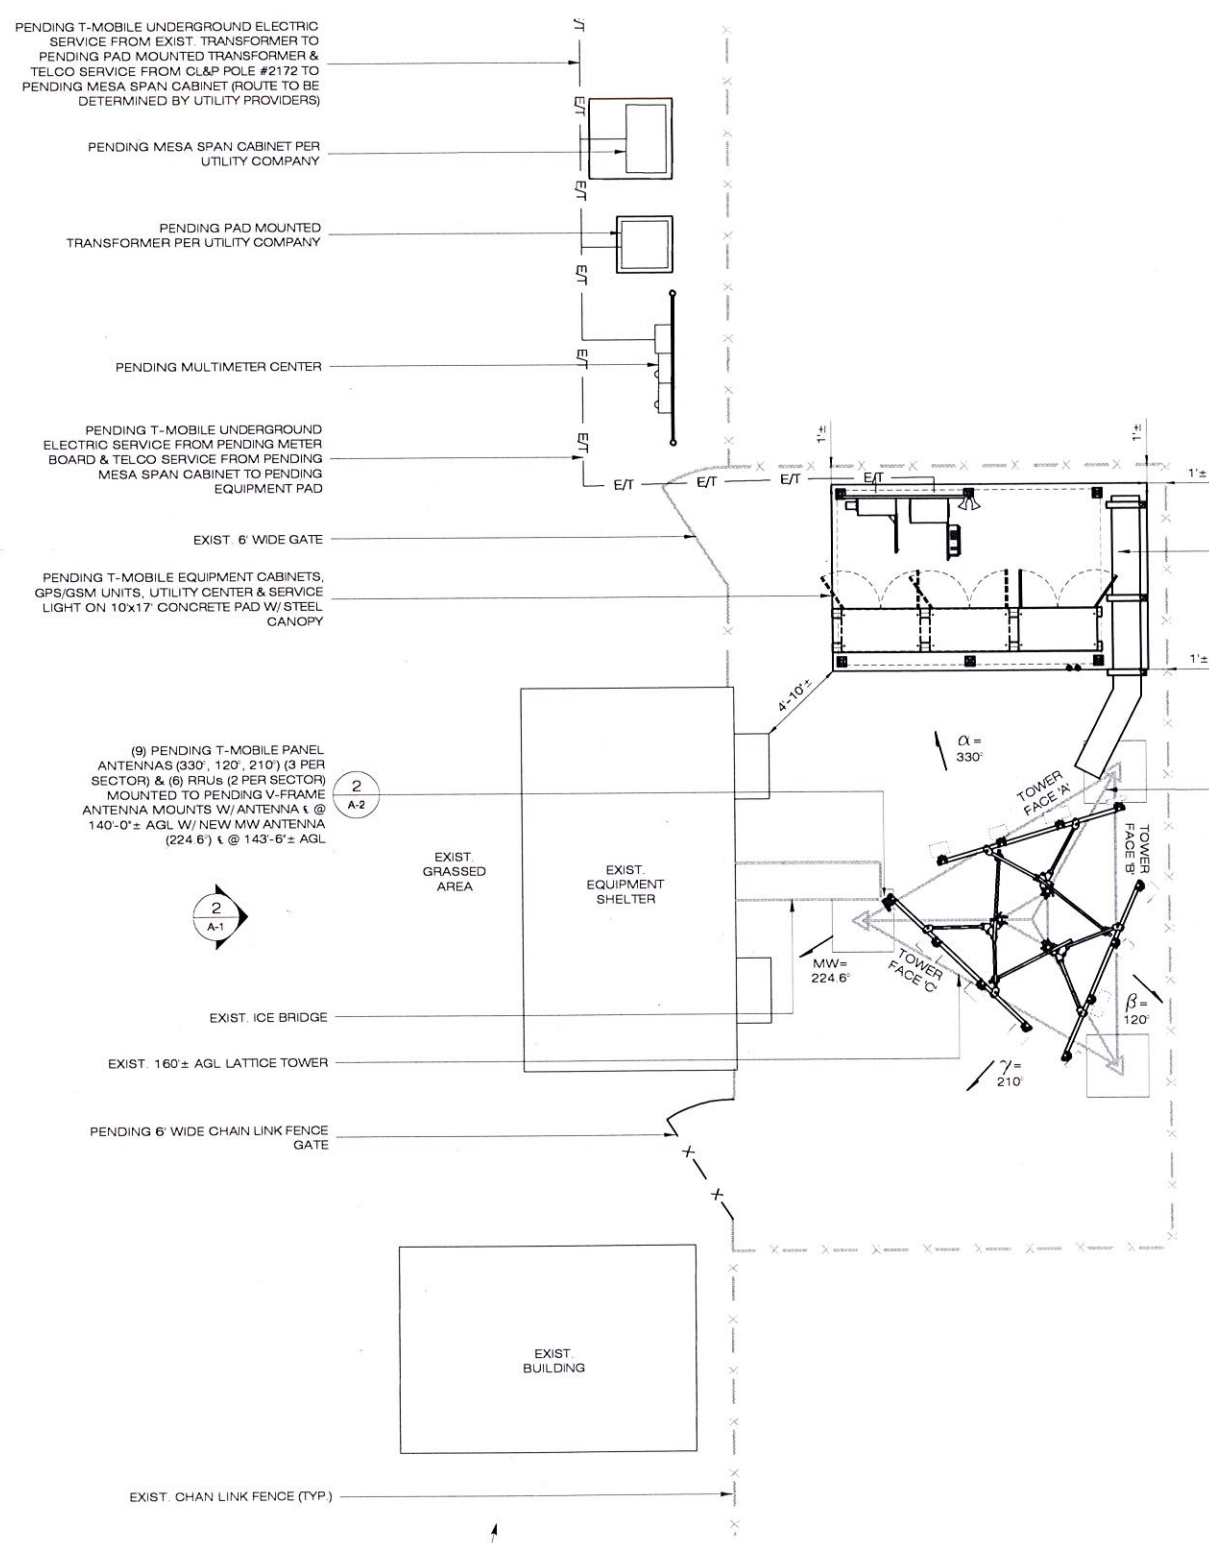 PENDING T-MOBILE UNDERGROUND ELECTRIC
SERVICE FROM EXIST. TRANSFORMER TO
PENDING PAD MOUNTED TRANSFORMER &
TELCO SERVICE FROM CL&P POLE #2172 TO
PENDING MESA SPAN CABINET (ROUTE TO BE
DETERMINED BY UTILITY PROVIDERS)
E/T
E/T
PENDING MESA SPAN CABINET PER
UTILITY COMPANY
E/T
PENDING PAD MOUNTED
TRANSFORMER PER UTILITY COMPANY
E/T
PENDING MULTIMETER CENTER
E/T
PENDING T-MOBILE UNDERGROUND
ELECTRIC SERVICE FROM PENDING METER
BOARD & TELCO SERVICE FROM PENDING
MESA SPAN CABINET TO PENDING
EQUIPMENT PAD
E/T
E/T
E/T
E/T
E/T
1'±
1'±
1'±
EXIST. 6' WIDE GATE
PENDING T-MOBILE EQUIPMENT CABINETS,
GPS/GSM UNITS, UTILITY CENTER & SERVICE
LIGHT ON 10'x17' CONCRETE PAD W/ STEEL
CANOPY
1'±
4'-10"±
(9) PENDING T-MOBILE PANEL
ANTENNAS (330°, 120°, 210°) (3 PER
SECTOR) & (6) RRUs (2 PER SECTOR)
MOUNTED TO PENDING V-FRAME
ANTENNA MOUNTS W/ ANTENNA ℄ @
140'-0"± AGL W/ NEW MW ANTENNA
(224.6°) ℄ @ 143'-6"± AGL
2
A-2
α =
330°
TOWER
FACE 'A'
TOWER
FACE 'B'
EXIST.
GRASSED
AREA
EXIST.
EQUIPMENT
SHELTER
2
A-1
MW=
224.6°
TOWER
FACE 'C'
β =
120°
γ =
210°
EXIST. ICE BRIDGE
EXIST. 160'± AGL LATTICE TOWER
PENDING 6' WIDE CHAIN LINK FENCE
GATE
EXIST.
BUILDING
EXIST. CHAN LINK FENCE (TYP.)